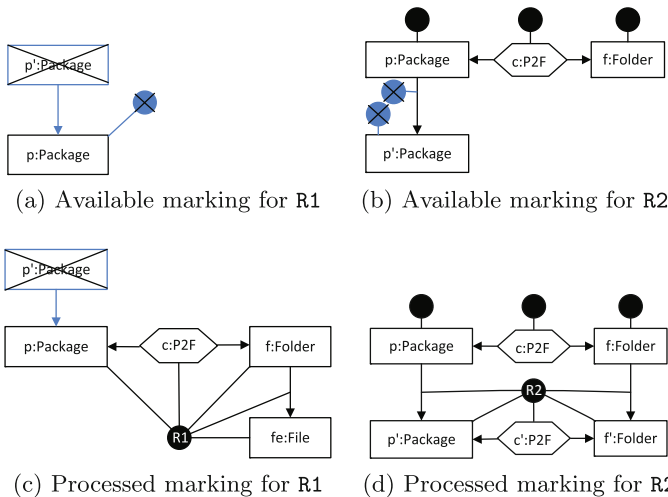 p:Package
c:P2F
f:Folder
p':Package
p:Package
p':Package
(a) Available marking for R1
(b) Available marking for R2
p':Package
p:Package
c:P2F
f:Folder
p:Package
c:P2F
f:Folder
R2
R1
fe:File
p':Package
c':P2F
f':Folder
(c) Processed marking for R1
(d) Processed marking for R2